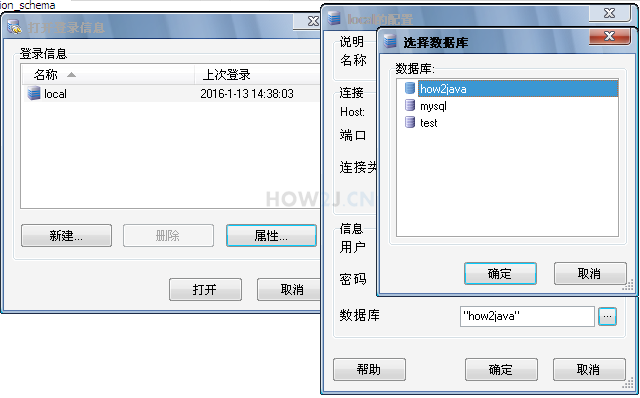 ion_schema
打开登录信息
登录信息
名称 上次登录
local 2016-1-13 14:38:03
新建... 删除 属性...
打开 取消
local的配置
说明
名称
连接
Host:
端口
连接头
信息
用户
密码
数据库 "how2java" ...
帮助 确定 取消
选择数据库
数据库:
how2java
mysql
test
确定 取消
HOW2J.CN